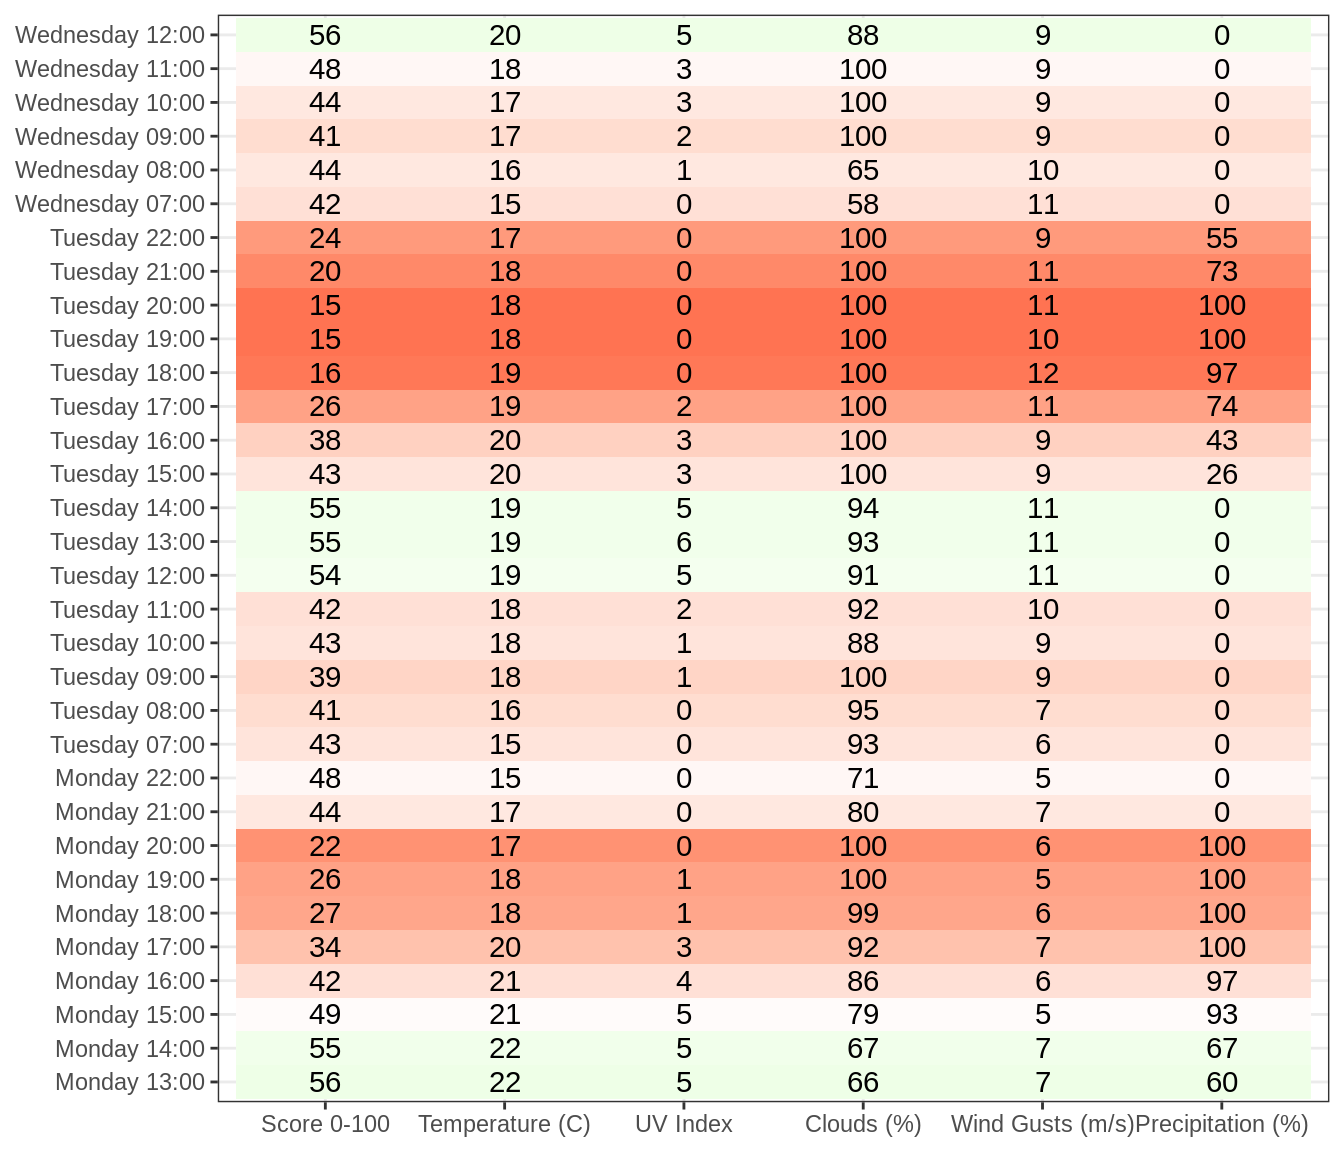 Wednesday 12:00 56 20 5 88 9 0
Wednesday 11:00 48 18 3 100 9 0
Wednesday 10:00 44 17 3 100 9 0
Wednesday 09:00 41 17 2 100 9 0
Wednesday 08:00 44 16 1 65 10 0
Wednesday 07:00 42 15 0 58 11 0
Tuesday 22:00 24 17 0 100 9 55
Tuesday 21:00 20 18 0 100 11 73
Tuesday 20:00 15 18 0 100 11 100
Tuesday 19:00 15 18 0 100 10 100
Tuesday 18:00 16 19 0 100 12 97
Tuesday 17:00 26 19 2 100 11 74
Tuesday 16:00 38 20 3 100 9 43
Tuesday 15:00 43 20 3 100 9 26
Tuesday 14:00 55 19 5 94 11 0
Tuesday 13:00 55 19 6 93 11 0
Tuesday 12:00 54 19 5 91 11 0
Tuesday 11:00 42 18 2 92 10 0
Tuesday 10:00 43 18 1 88 9 0
Tuesday 09:00 39 18 1 100 9 0
Tuesday 08:00 41 16 0 95 7 0
Tuesday 07:00 43 15 0 93 6 0
Monday 22:00 48 15 0 71 5 0
Monday 21:00 44 17 0 80 7 0
Monday 20:00 22 17 0 100 6 100
Monday 19:00 26 18 1 100 5 100
Monday 18:00 27 18 1 99 6 100
Monday 17:00 34 20 3 92 7 100
Monday 16:00 42 21 4 86 6 97
Monday 15:00 49 21 5 79 5 93
Monday 14:00 55 22 5 67 7 67
Monday 13:00 56 22 5 66 7 60
Score 0-100 Temperature (C) UV Index Clouds (%) Wind Gusts (m/s) Precipitation (%)